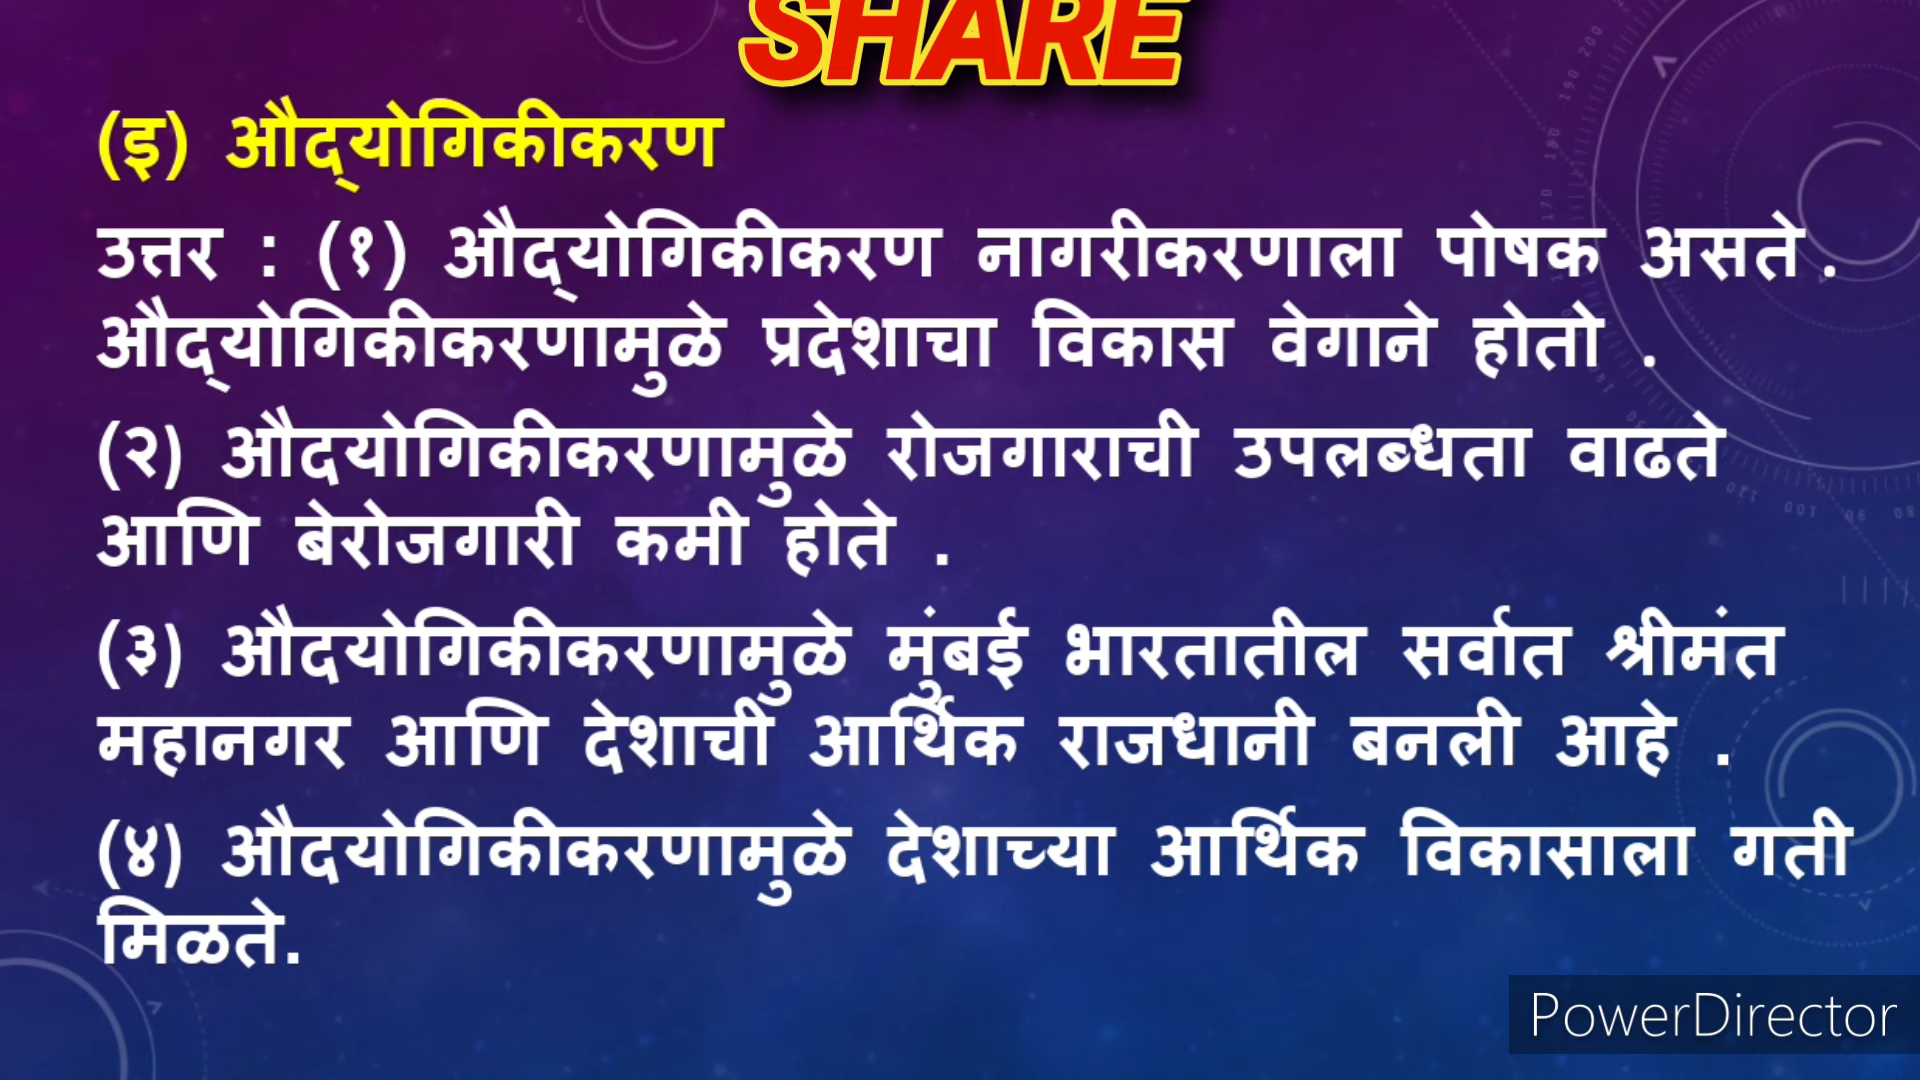 SHARE
(इ) औद्‌योगिकीकरण
उत्तर : (१) औद्‌योगिकीकरण नागरीकरणाला पोषक असते .
औद्‌योगिकीकरणामुळे प्रदेशाचा विकास वेगाने होतो .
(२) औदयोगिकीकरणामुळे रोजगाराची उपलब्धता वाढते
आणि बेरोजगारी कमी होते .
(३) औदयोगिकीकरणामुळे मुंबई भारतातील सर्वात श्रीमंत
महानगर आणि देशाची आर्थिक राजधानी बनली आहे .
(४) औदयोगिकीकरणामुळे देशाच्या आर्थिक विकासाला गती
मिळते.
PowerDirector